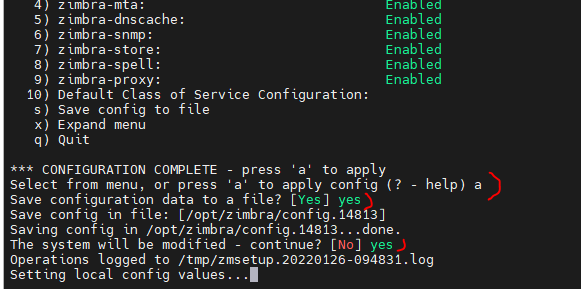 4) zimbra-mta: Enabled
5) zimbra-dnscache: Enabled
6) zimbra-snmp: Enabled
7) zimbra-store: Enabled
8) zimbra-spell: Enabled
9) zimbra-proxy: Enabled
10) Default Class of Service Configuration:
s) Save config to file
x) Expand menu
q) Quit
*** CONFIGURATION COMPLETE - press 'a' to apply
Select from menu, or press 'a' to apply config (? - help) a
Save configuration data to a file? [Yes] yes
Save config in file: [/opt/zimbra/config.14813]
Saving config in /opt/zimbra/config.14813...done.
The system will be modified - continue? [No] yes
Operations logged to /tmp/zmsetup.20220126-094831.log
Setting local config values...